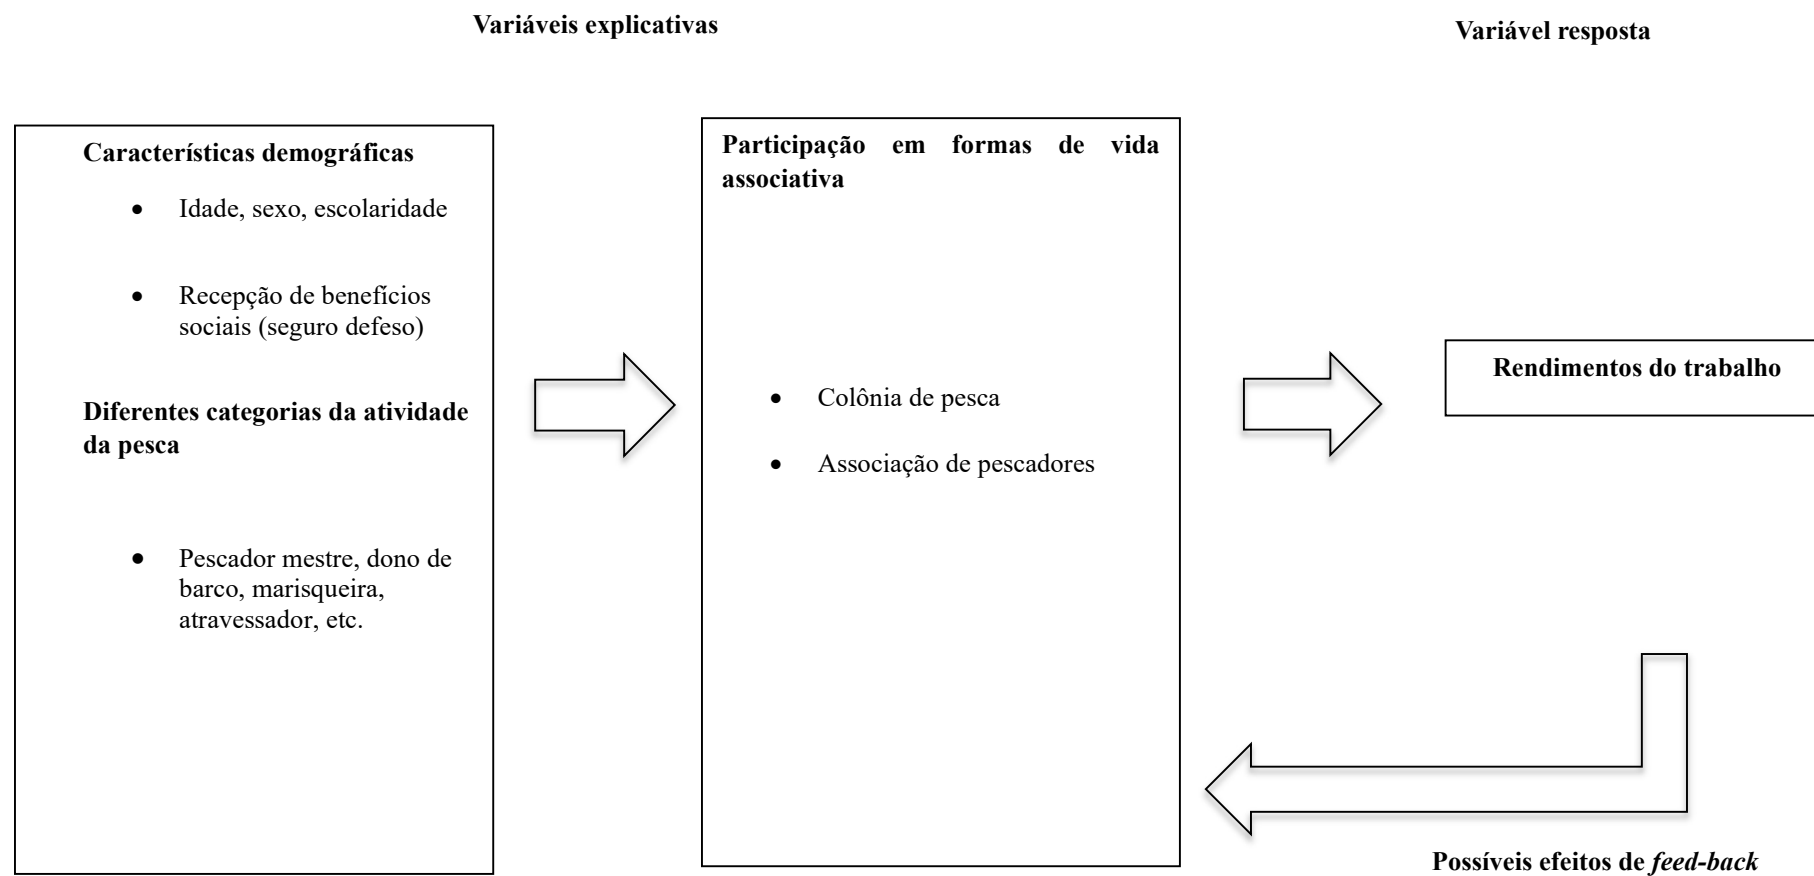 Variáveis explicativas
Variável resposta
Características demográficas
• Idade, sexo, escolaridade
• Recepção de benefícios
sociais (seguro defeso)
Diferentes categorias da atividade
da pesca
• Pescador mestre, dono de
barco, marisqueira,
atravessador, etc.
Participação em formas de vida
associativa
• Colônia de pesca
• Associação de pescadores
Rendimentos do trabalho
Possíveis efeitos de feed-back